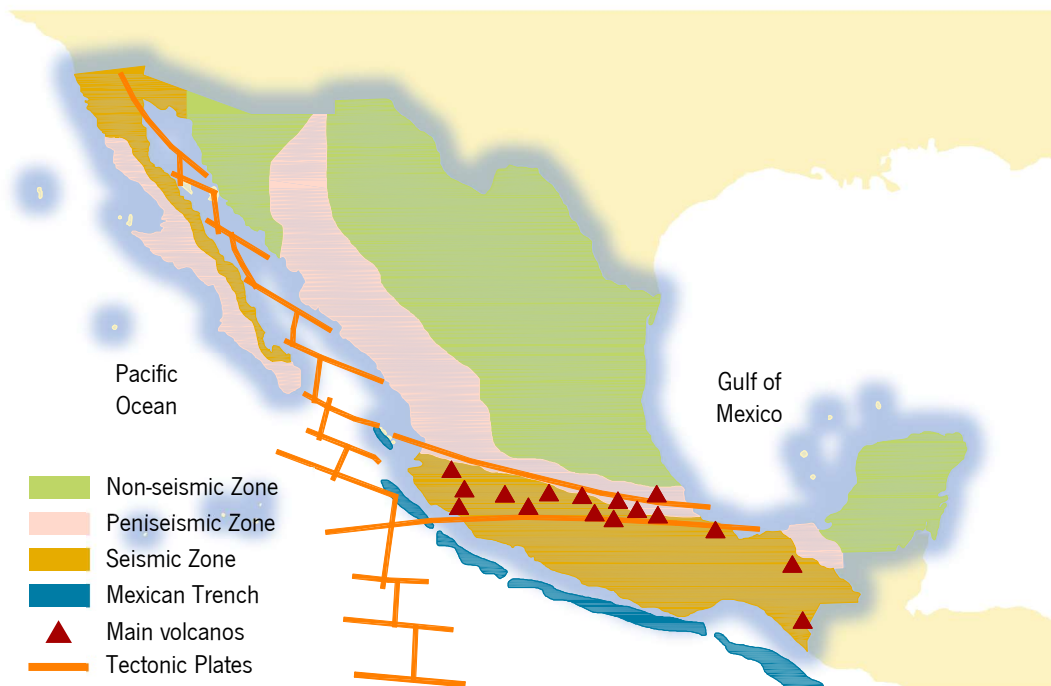 Pacific
Ocean
Gulf of
Mexico
Non-seismic Zone
Peniseismic Zone
Seismic Zone
Mexican Trench
Main volcanos
Tectonic Plates